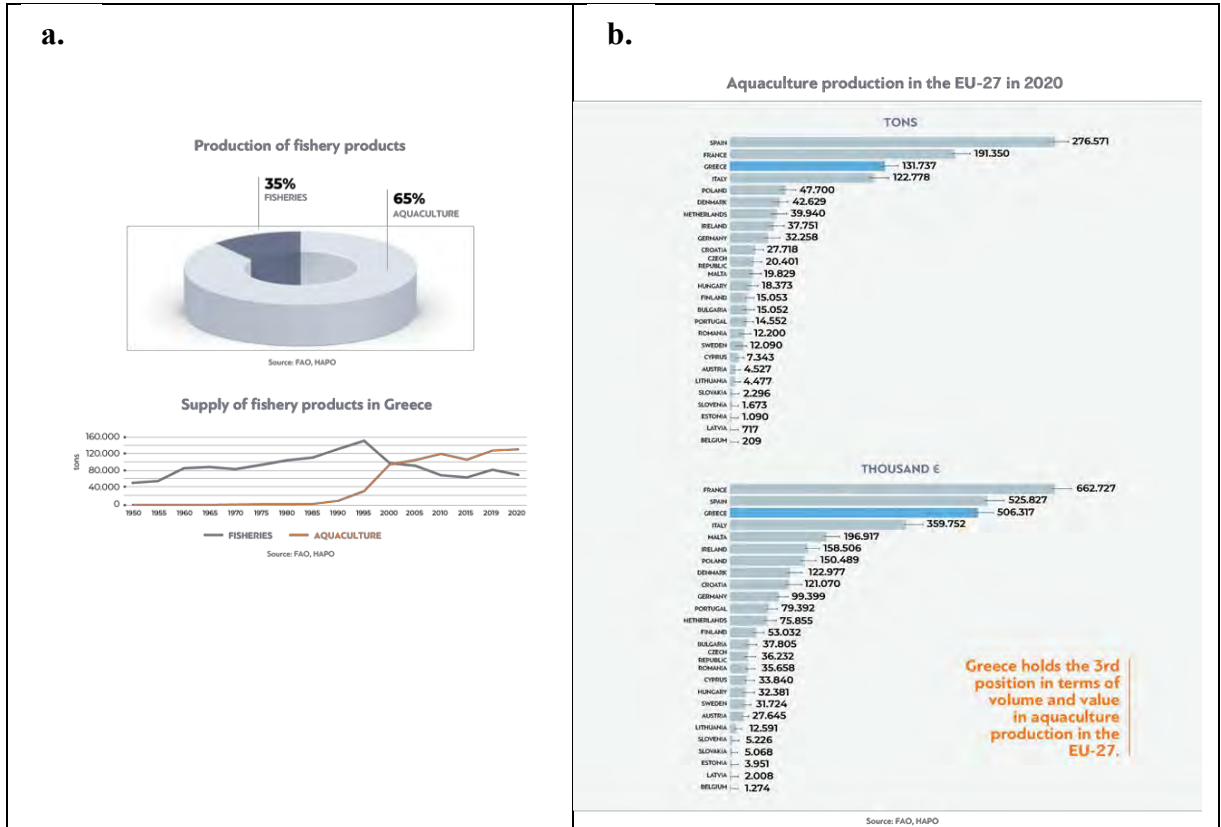 a.
Production of fishery products
35%
FISHERIES
65%
AQUACULTURE
Source: FAO, HAPO
Supply of fishery products in Greece
tons
160.000
120.000
80.000
40.000
0
1950 1955 1960 1965 1970 1975 1980 1985 1990 1995 2000 2005 2010 2015 2019 2020
FISHERIES AQUACULTURE
Source: FAO, HAPO
b.
Aquaculture production in the EU-27 in 2020
TONS
SPAIN 276.571
FRANCE 191.350
GREECE 131.737
ITALY 122.778
POLAND 47.700
DENMARK 42.629
NETHERLANDS 39.940
IRELAND 37.751
GERMANY 32.258
CROATIA 27.718
CZECH
REPUBLIC 20.401
MALTA 19.829
HUNGARY 18.373
FINLAND 15.053
BULGARIA 15.052
PORTUGAL 14.552
ROMANIA 12.200
SWEDEN 12.090
CYPRUS 7.343
AUSTRIA 4.527
LITHUANIA 4.477
SLOVAKIA 2.296
SLOVENIA 1.673
ESTONIA 1.090
LATVIA 717
BELGIUM 209
THOUSAND €
FRANCE 662.727
SPAIN 525.827
GREECE 506.317
ITALY 359.752
MALTA 196.917
IRELAND 158.506
POLAND 150.489
DENMARK 122.977
CROATIA 121.070
GERMANY 99.399
PORTUGAL 79.392
NETHERLANDS 75.855
FINLAND 53.032
BULGARIA 37.805
CZECH
REPUBLIC 36.232
ROMANIA 35.658
CYPRUS 33.840
HUNGARY 32.381
SWEDEN 31.724
AUSTRIA 27.645
LITHUANIA 12.591
SLOVENIA 5.226
SLOVAKIA 5.068
ESTONIA 3.951
LATVIA 2.008
BELGIUM 1.274
Greece holds the 3rd
position in terms of
volume and value
in aquaculture
production in the
EU-27.
Source: FAO, HAPO